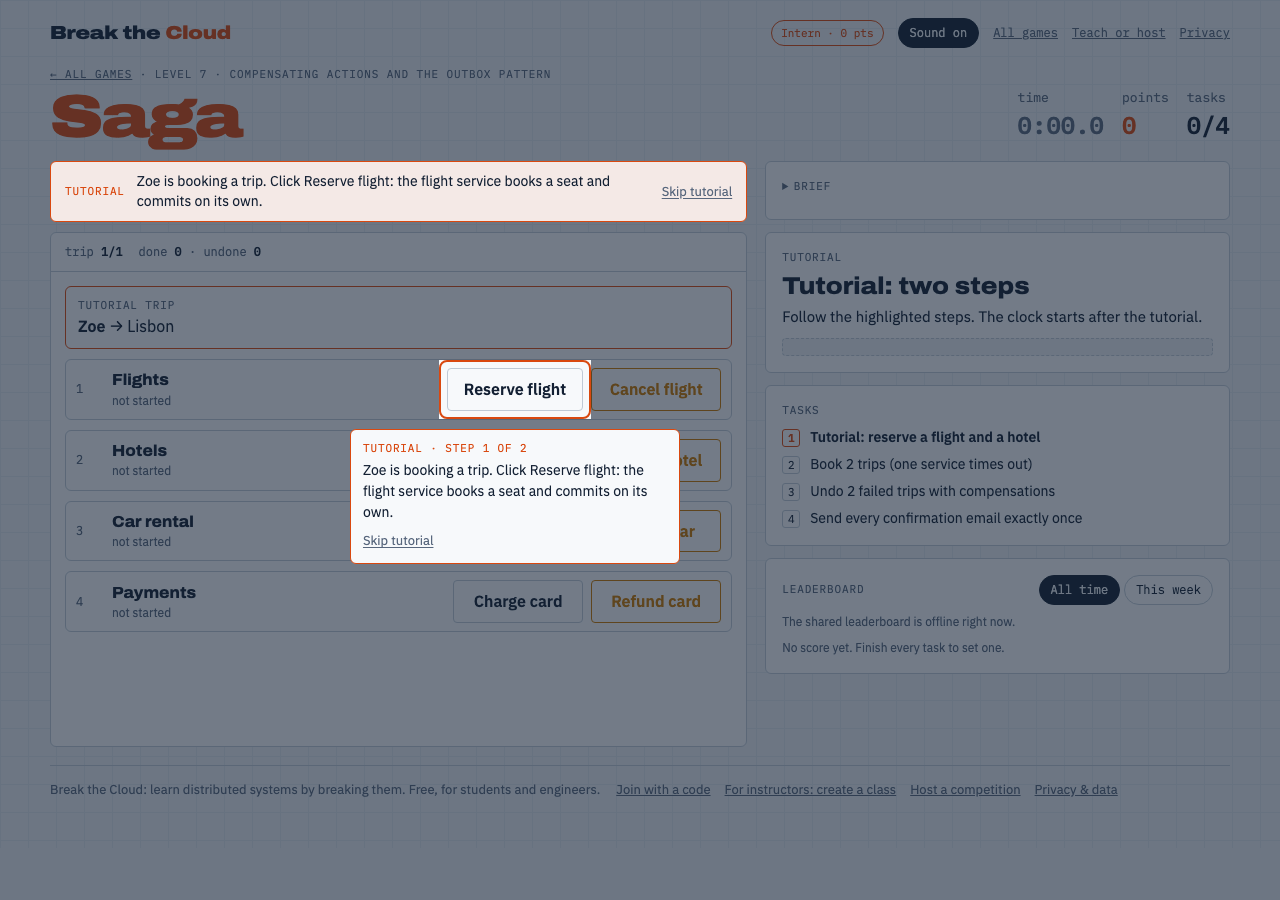 Break the Cloud
Intern · 0 pts
Sound on
All games
Teach or host
Privacy
← ALL GAMES · LEVEL 7 · COMPENSATING ACTIONS AND THE OUTBOX PATTERN
Saga
time
0:00.0
points
0
tasks
0/4
TUTORIAL
Zoe is booking a trip. Click Reserve flight: the flight service books a seat and
commits on its own.
Skip tutorial
trip 1/1 done 0 · undone 0
TUTORIAL TRIP
Zoe → Lisbon
1
Flights
not started
Reserve flight
Cancel flight
2
Hotels
not started
otel
3
Car rental
not started
ar
TUTORIAL · STEP 1 OF 2
Zoe is booking a trip. Click Reserve flight: the
flight service books a seat and commits on its
own.
Skip tutorial
4
Payments
not started
Charge card
Refund card
▶ BRIEF
TUTORIAL
Tutorial: two steps
Follow the highlighted steps. The clock starts after the tutorial.
TASKS
1 Tutorial: reserve a flight and a hotel
2 Book 2 trips (one service times out)
3 Undo 2 failed trips with compensations
4 Send every confirmation email exactly once
LEADERBOARD
All time
This week
The shared leaderboard is offline right now.
No score yet. Finish every task to set one.
Break the Cloud: learn distributed systems by breaking them. Free, for students and engineers. Join with a code For instructors: create a class Host a competition Privacy & data